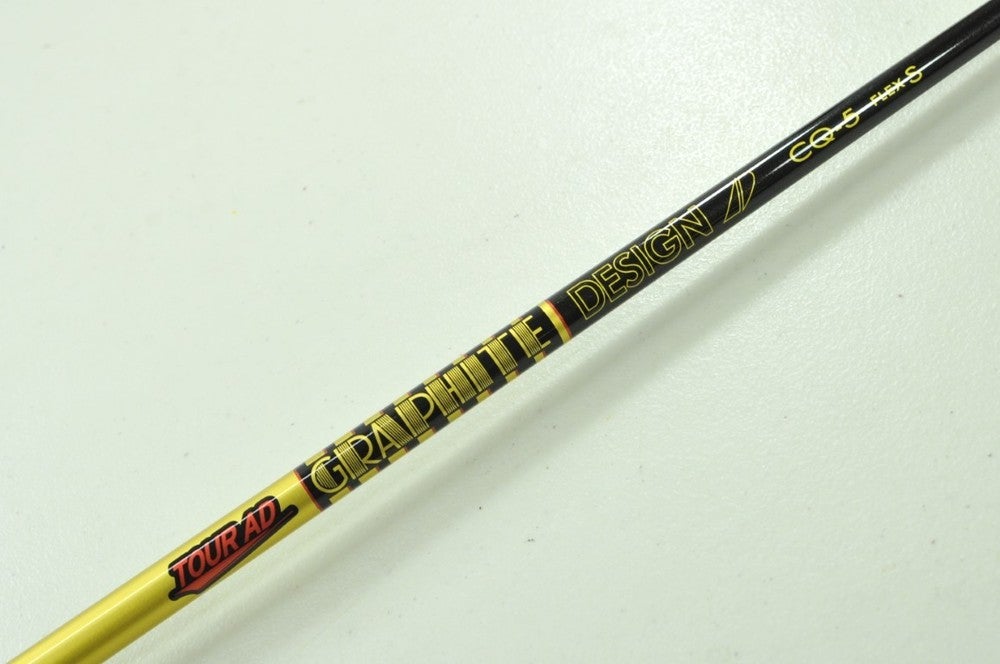 TOUR AD
GRAPHITE DESIGN
CQ-5 FLEX S